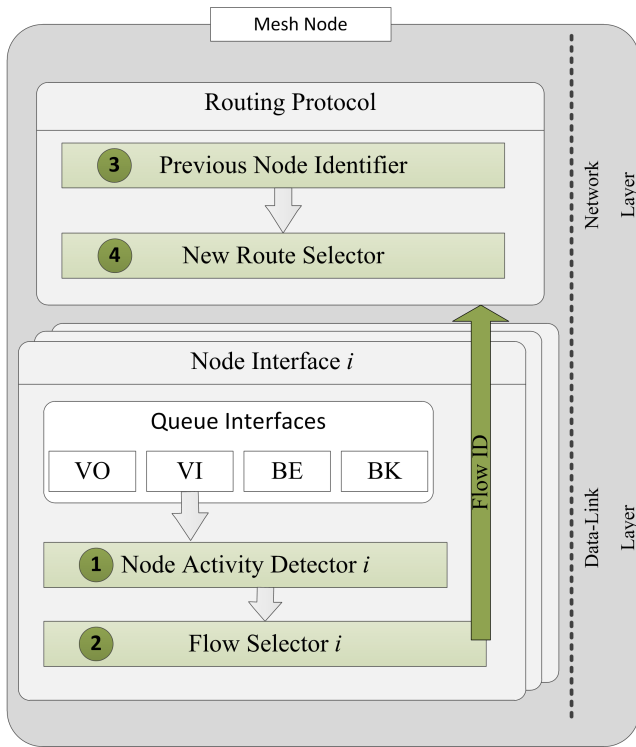 Mesh Node
Routing Protocol
3 Previous Node Identifier
4 New Route Selector
Network
Layer
Node Interface i
Queue Interfaces
VO VI BE BK
1 Node Activity Detector i
2 Flow Selector i
Flow ID
Data-Link
Layer